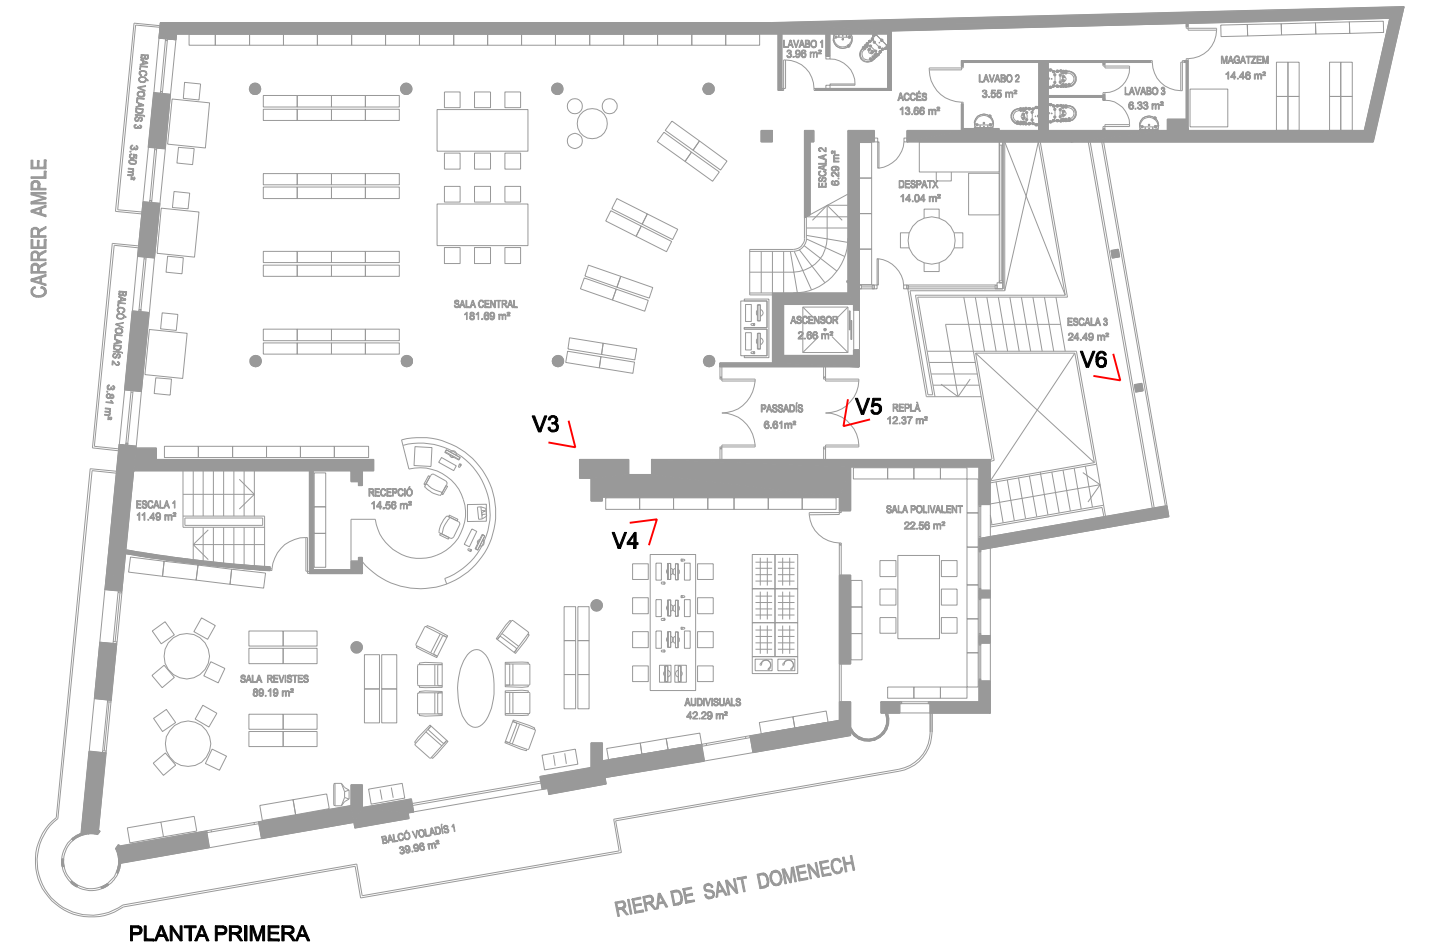 LAVABO 1
3.96 m²
MAGATZEM
14.46 m²
LAVABO 2
3.55 m²
LAVABO 3
6.33 m²
ACCÉS
13.66 m²
BALCÓ VOLADÍS 3
3.50 m²
CARRER AMPLE
ESCALA 2
6.29 m²
DESPATX
14.04 m²
BALCÓ VOLADÍS 2
3.81 m²
SALA CENTRAL
181.69 m²
ASCENSOR
2.66 m²
ESCALA 3
24.49 m²
V6
PASSADÍS
6.61m²
V5
REPLÀ
12.37 m²
V3
RECEPCIÓ
14.56 m²
ESCALA 1
11.49 m²
SALA POLIVALENT
22.56 m²
V4
SALA REVISTES
89.19 m²
AUDIVISUALS
42.29 m²
BALCÓ VOLADÍS 1
39.96 m²
RIERA DE SANT DOMENECH
PLANTA PRIMERA